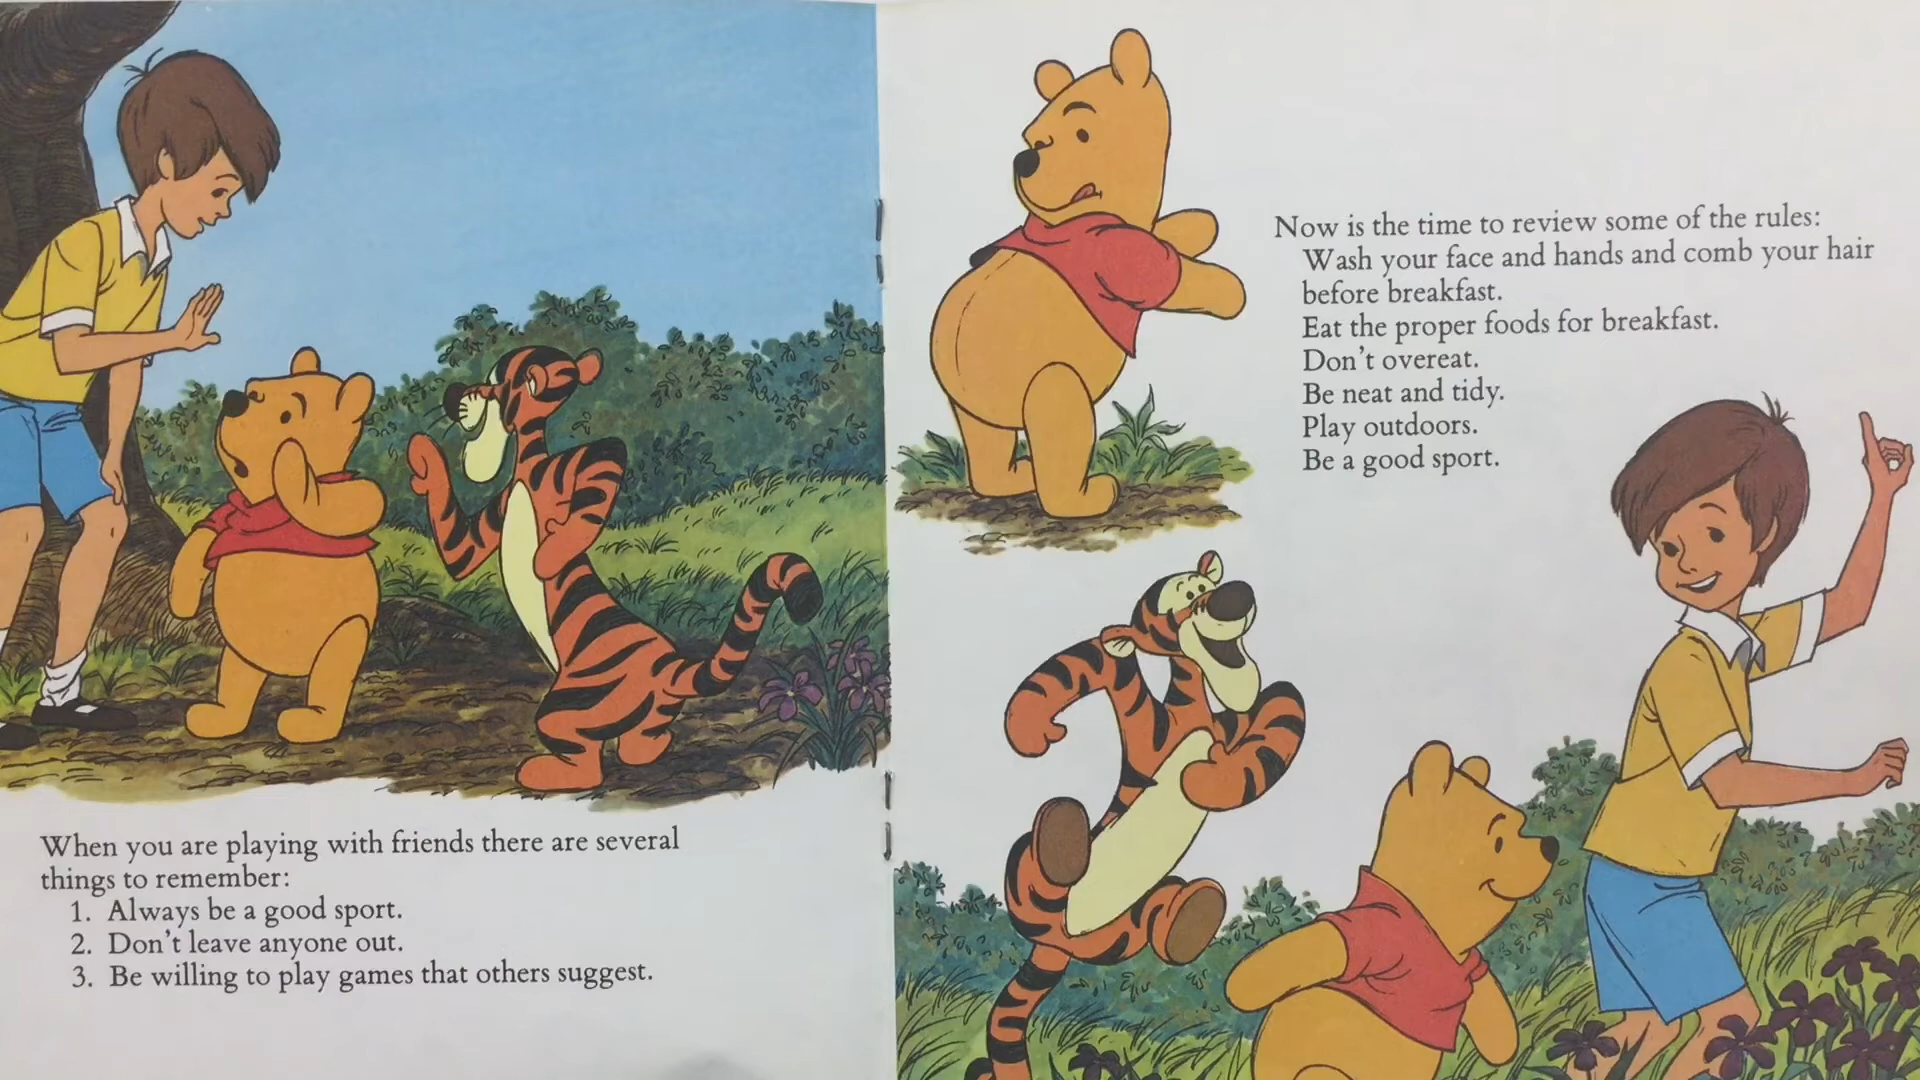 When you are playing with friends there are several
things to remember:
1. Always be a good sport.
2. Don't leave anyone out.
3. Be willing to play games that others suggest.
Now is the time to review some of the rules:
Wash your face and hands and comb your hair
before breakfast.
Eat the proper foods for breakfast.
Don't overeat.
Be neat and tidy.
Play outdoors.
Be a good sport.